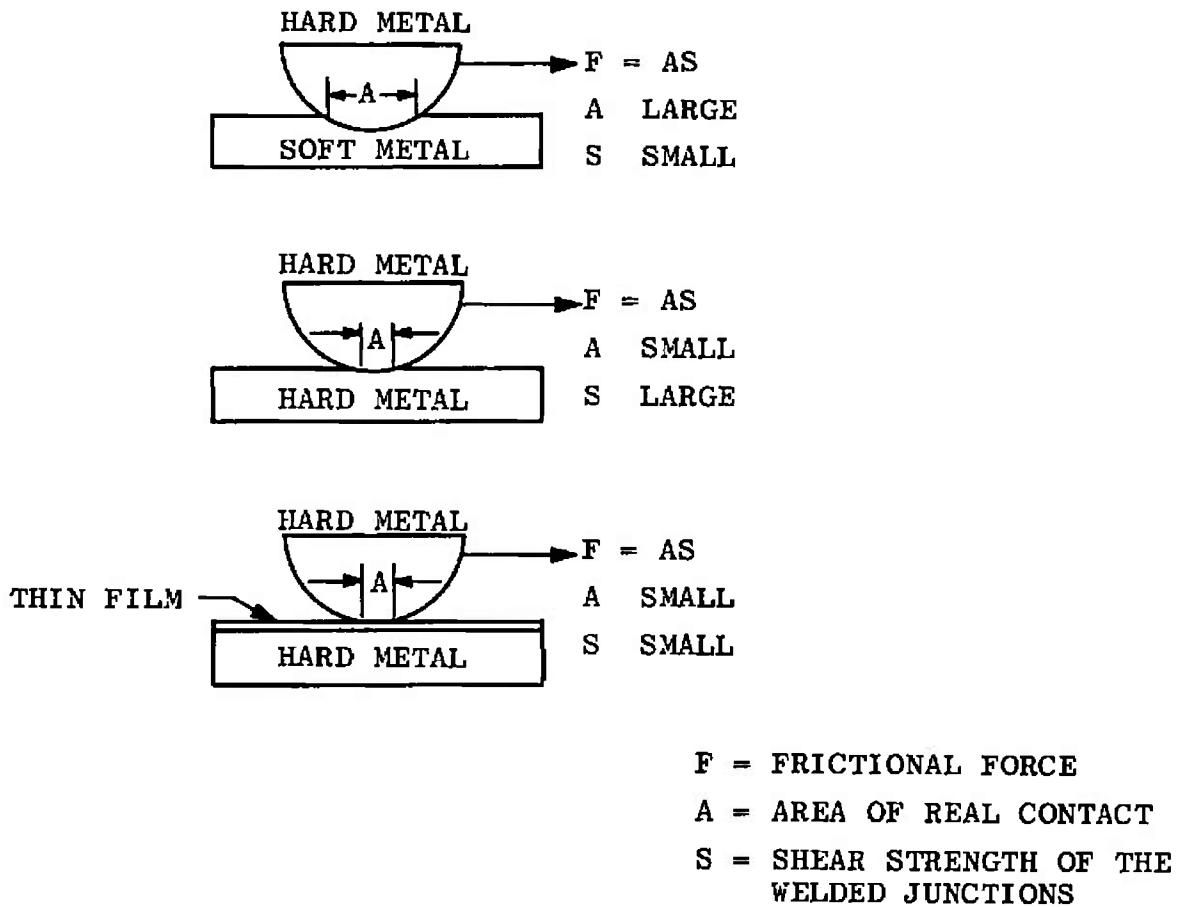 HARD METAL
F = AS
A
A LARGE
SOFT METAL
S SMALL
HARD METAL
F = AS
A
A SMALL
HARD METAL
S LARGE
HARD METAL
F = AS
A
A SMALL
THIN FILM
HARD METAL
S SMALL
F = FRICTIONAL FORCE
A = AREA OF REAL CONTACT
S = SHEAR STRENGTH OF THE
WELDED JUNCTIONS